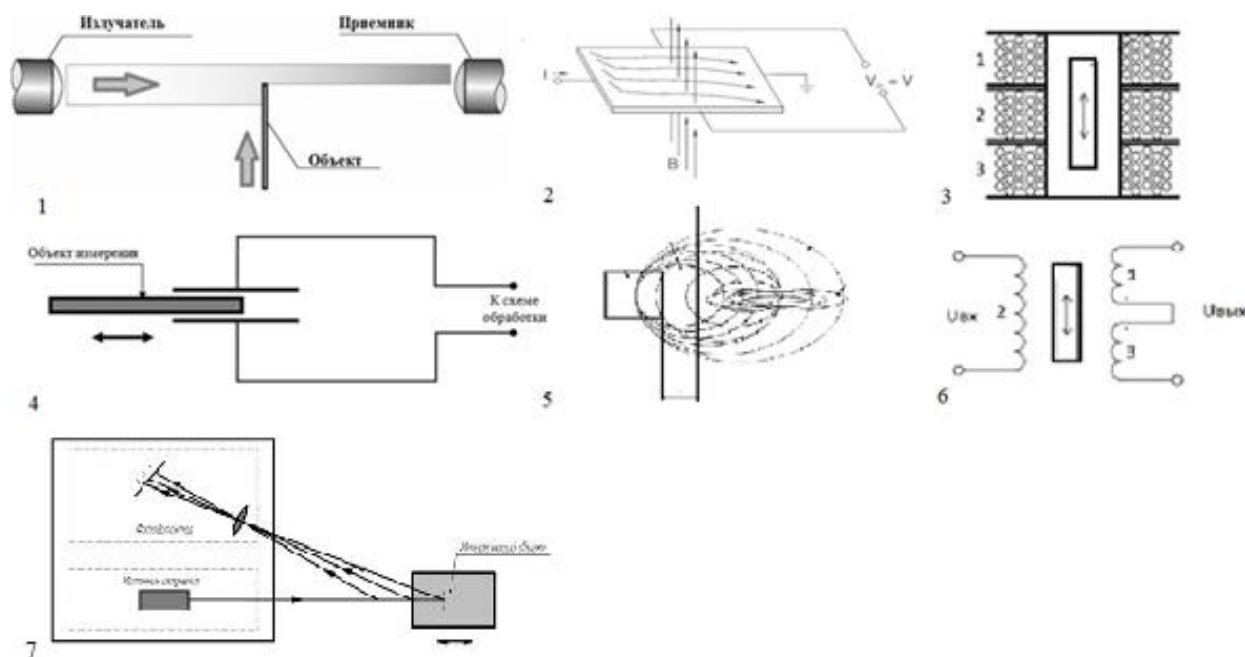 Излучатель
Приемник
Объект
1
I
B
V
2
1
2
3
3
Объект измерения
К схеме
обработки
4
5
Uвх
2
1
3
Uвых
6
7